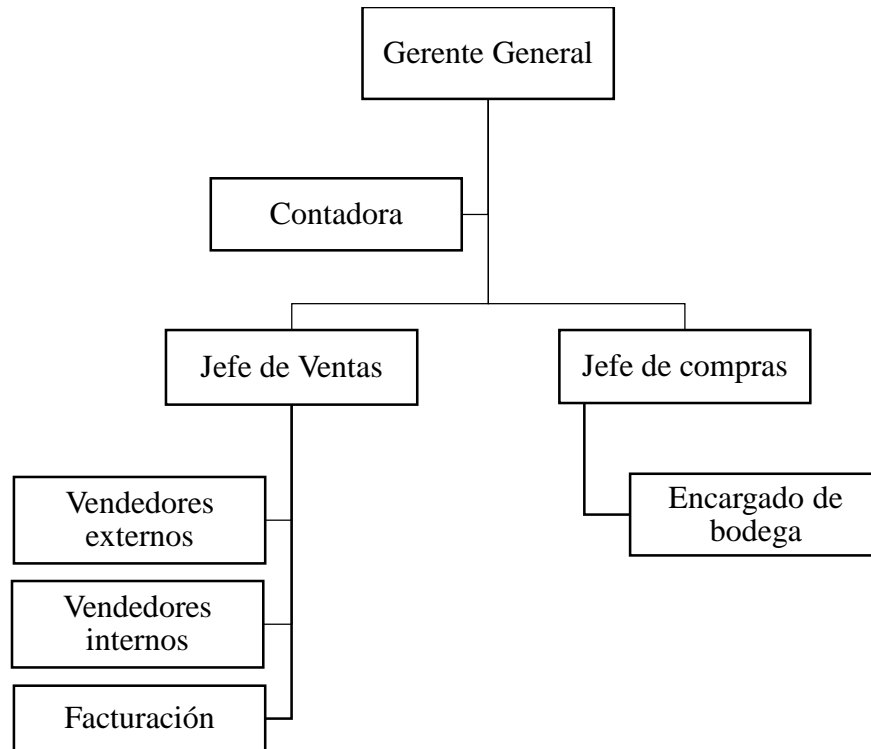 Gerente General
Contadora
Jefe de Ventas
Jefe de compras
Vendedores
externos
Encargado de
bodega
Vendedores
internos
Facturación